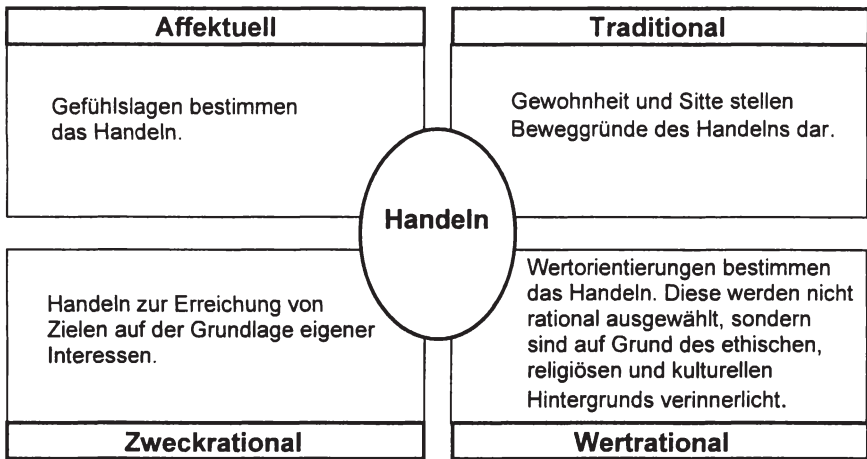 Affektuell
Gefühlslagen bestimmen
das Handeln.
Traditional
Gewohnheit und Sitte stellen
Beweggründe des Handelns dar.
Handeln
Handeln zur Erreichung von
Zielen auf der Grundlage eigener
Interessen.
Zweckrational
Wertorientierungen bestimmen
das Handeln. Diese werden nicht
rational ausgewählt, sondern
sind auf Grund des ethischen,
religiösen und kulturellen
Hintergrunds verinnerlicht.
Wertrational